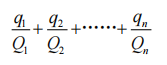 q₁/Q₁ + q₂/Q₂ + ⋯⋯ + qₙ/Qₙ